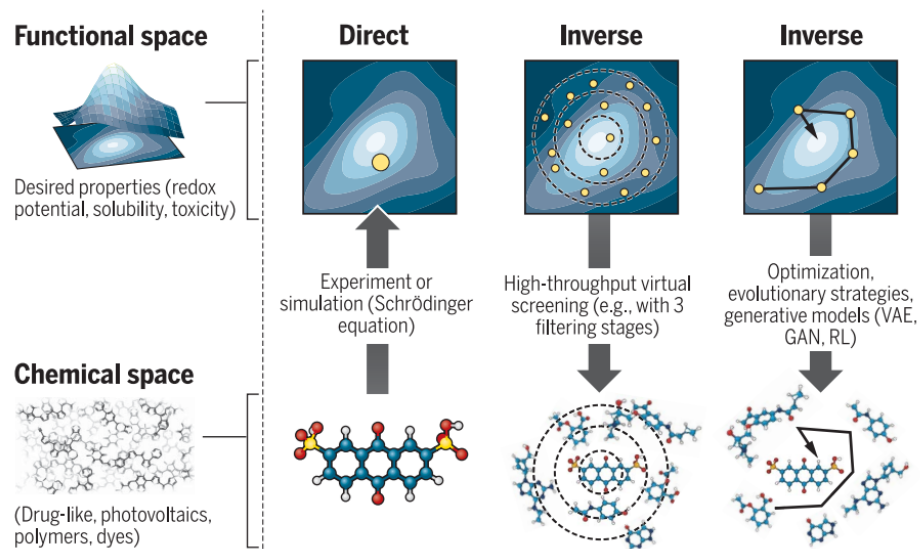 Functional space
Desired properties (redox
potential, solubility, toxicity)
Chemical space
(Drug-like, photovoltaics,
polymers, dyes)
Direct
Experiment or
simulation (Schrödinger
equation)
Inverse
High-throughput virtual
screening (e.g., with 3
filtering stages)
Inverse
Optimization,
evolutionary strategies,
generative models (VAE,
GAN, RL)